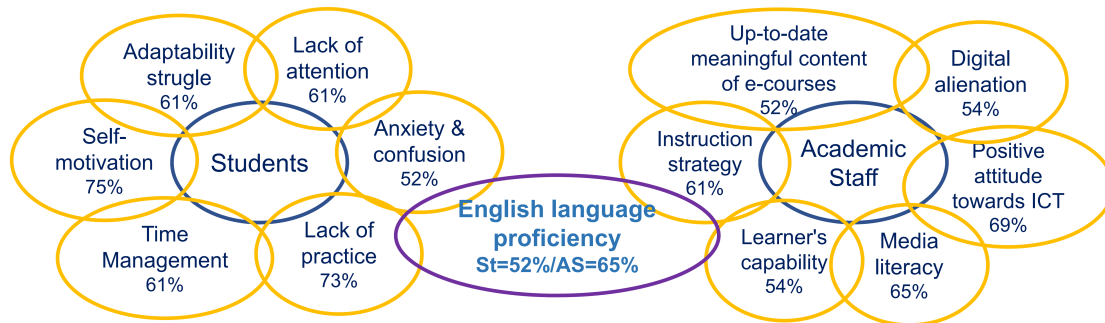 Adaptability
strugle
61%
Lack of
attention
61%
Self-
motivation
75%
Students
Anxiety &
confusion
52%
Time
Management
61%
Lack of
practice
73%
English language
proficiency
St=52%/AS=65%
Up-to-date
meaningful content
of e-courses
52%
Digital
alienation
54%
Instruction
strategy
61%
Academic
Staff
Positive
attitude
towards ICT
69%
Learner's
capability
54%
Media
literacy
65%